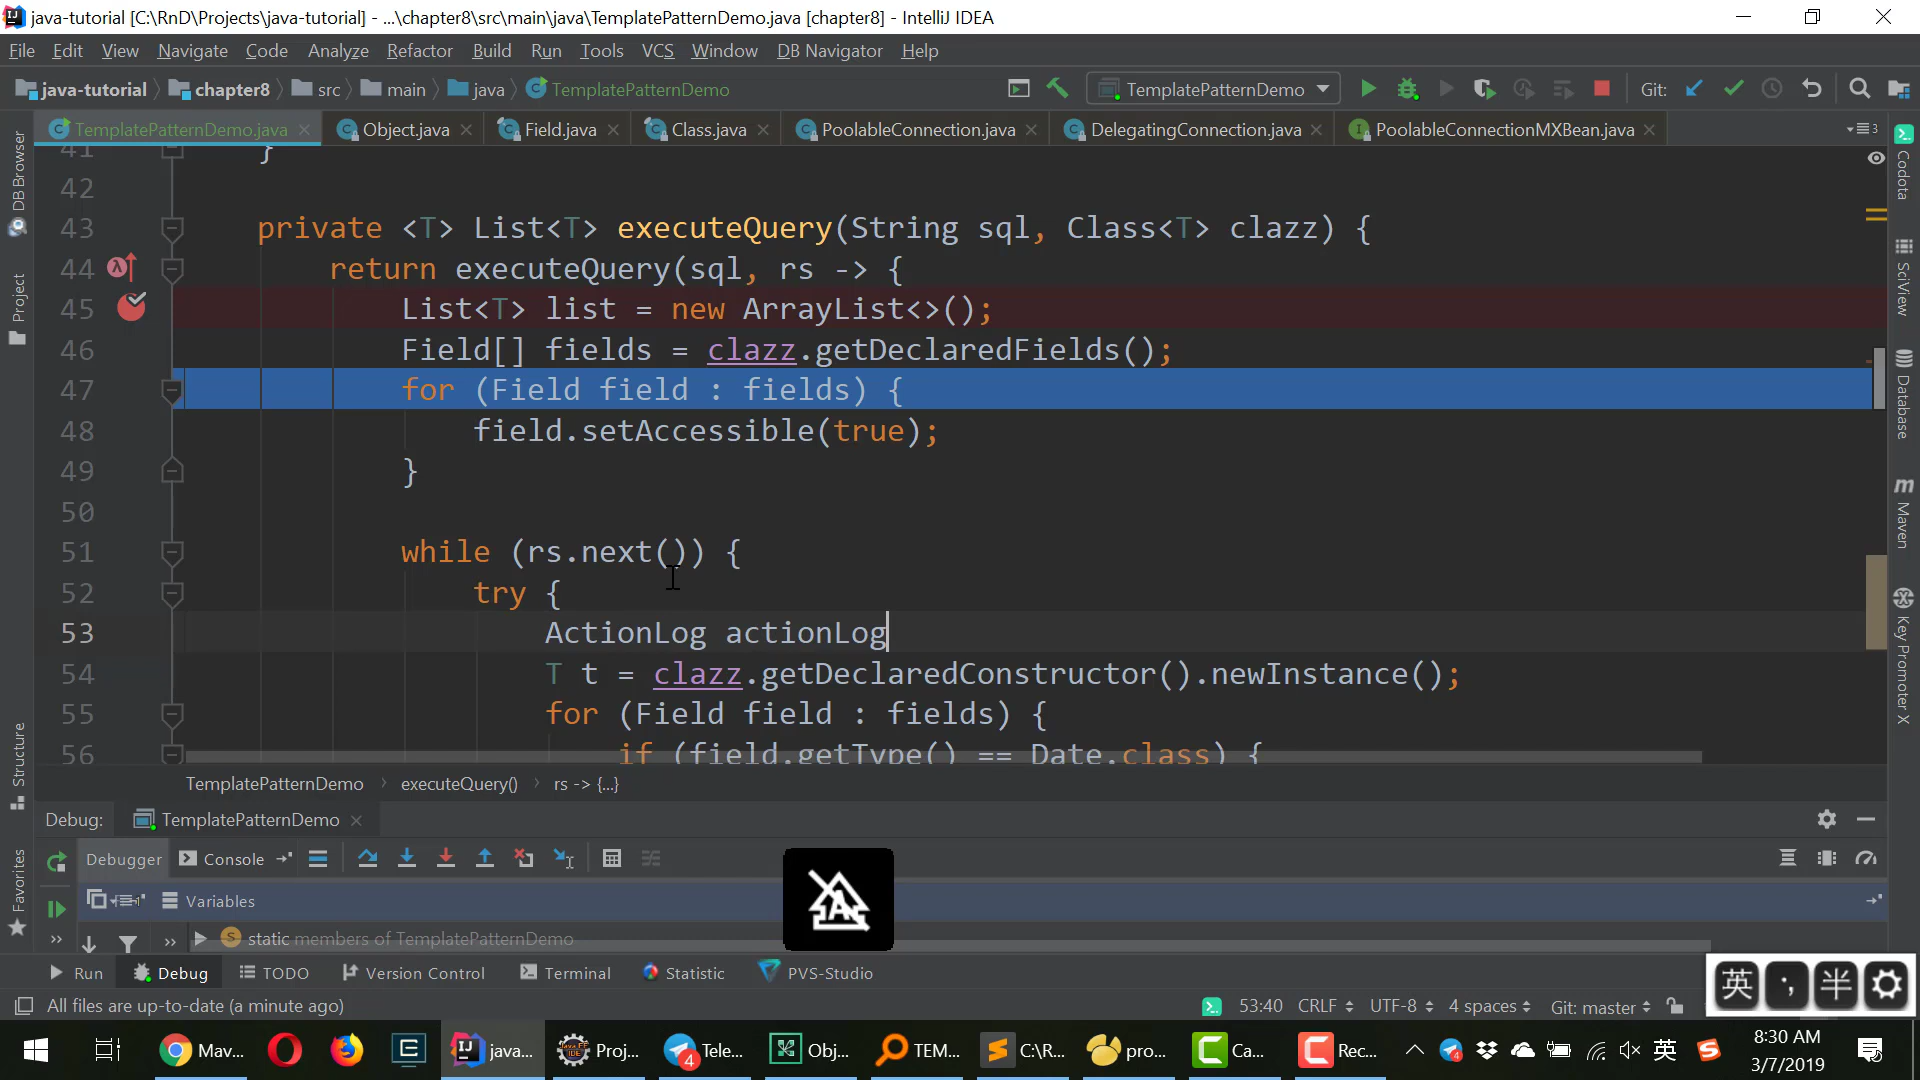 java-tutorial [C:\RnD\Projects\java-tutorial] - ...\chapter8\src\main\java\TemplatePatternDemo.java [chapter8] - IntelliJ IDEA
File Edit View Navigate Code Analyze Refactor Build Run Tools VCS Window DB Navigator Help
java-tutorial chapter8 src main java TemplatePatternDemo TemplatePatternDemo Git:
TemplatePatternDemo.java Object.java Field.java Class.java PoolableConnection.java DelegatingConnection.java PoolableConnectionMXBean.java 3
41 }
42
43 private <T> List<T> executeQuery(String sql, Class<T> clazz) {
44 return executeQuery(sql, rs -> {
45 List<T> list = new ArrayList<>();
46 Field[] fields = clazz.getDeclaredFields();
47 for (Field field : fields) {
48 field.setAccessible(true);
49 }
50
51 while (rs.next()) {
52 try {
53 ActionLog actionLog
54 T t = clazz.getDeclaredConstructor().newInstance();
55 for (Field field : fields) {
56 if (field.getType() == Date.class) {
DB Browser
Project
Structure
Favorites
Codota
SciView
Database
Maven
Key Promoter X
TemplatePatternDemo executeQuery() rs -> {...}
Debug: TemplatePatternDemo
Debugger Console
Variables
static members of TemplatePatternDemo
A
Run Debug TODO Version Control Terminal Statistic PVS-Studio
英 半
All files are up-to-date (a minute ago) 53:40 CRLF UTF-8 4 spaces Git: master
Mav... java... Proj... Tele... Obj... TEM... C:\R... pro... Ca... Rec... 英 8:30 AM
3/7/2019